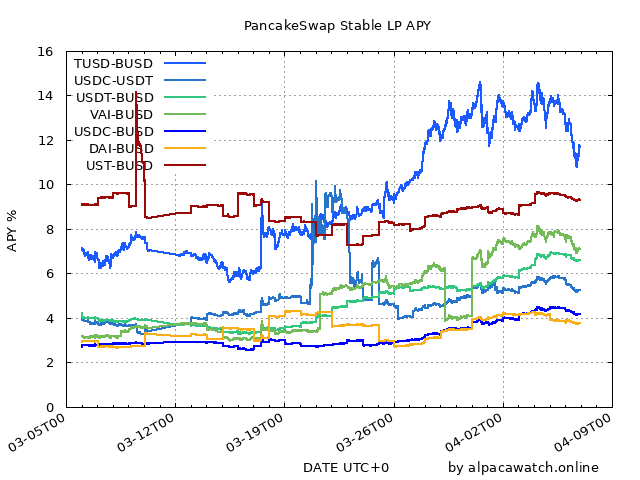 PancakeSwap Stable LP APY
16
14
12
10
8
6
4
2
0
APY %
TUSD-BUSD
USDC-USDT
USDT-BUSD
VAI-BUSD
USDC-BUSD
DAI-BUSD
UST-BUSD
03-05T00
03-12T00
03-19T00
03-26T00
04-02T00
04-09T00
DATE UTC+0
by alpacawatch.online